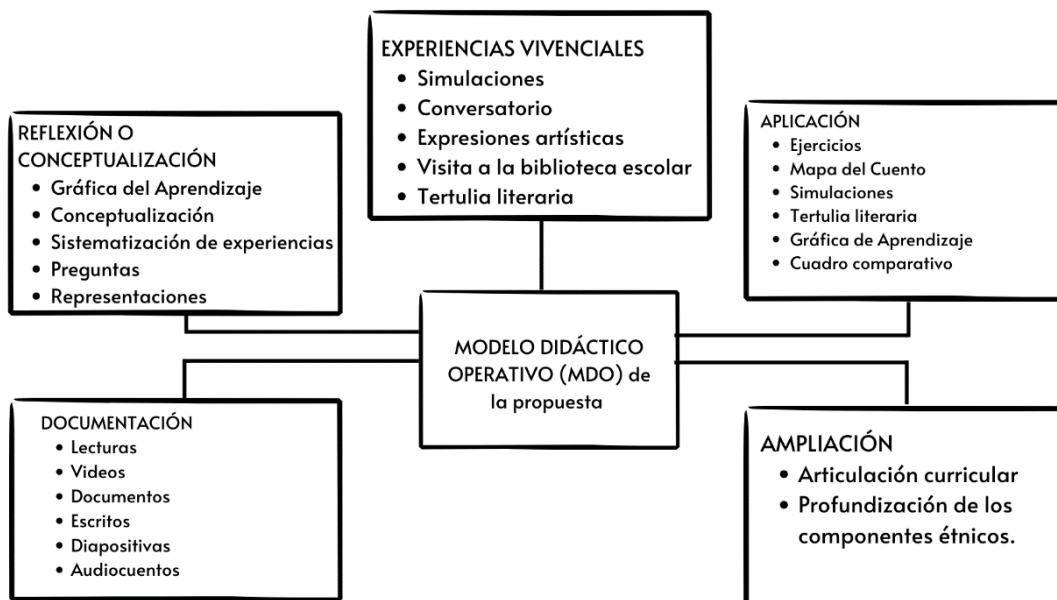 EXPERIENCIAS VIVENCIALES
• Simulaciones
• Conversatorio
• Expresiones artísticas
• Visita a la biblioteca escolar
• Tertulia literaria
REFLEXIÓN O
CONCEPTUALIZACIÓN
• Gráfica del Aprendizaje
• Conceptualización
• Sistematización de experiencias
• Preguntas
• Representaciones
APLICACIÓN
• Ejercicios
• Mapa del Cuento
• Simulaciones
• Tertulia literaria
• Gráfica de Aprendizaje
• Cuadro comparativo
MODELO DIDÁCTICO
OPERATIVO (MDO) de
la propuesta
DOCUMENTACIÓN
• Lecturas
• Videos
• Documentos
• Escritos
• Diapositivas
• Audiocuentos
AMPLIACIÓN
• Articulación curricular
• Profundización de los
componentes étnicos.